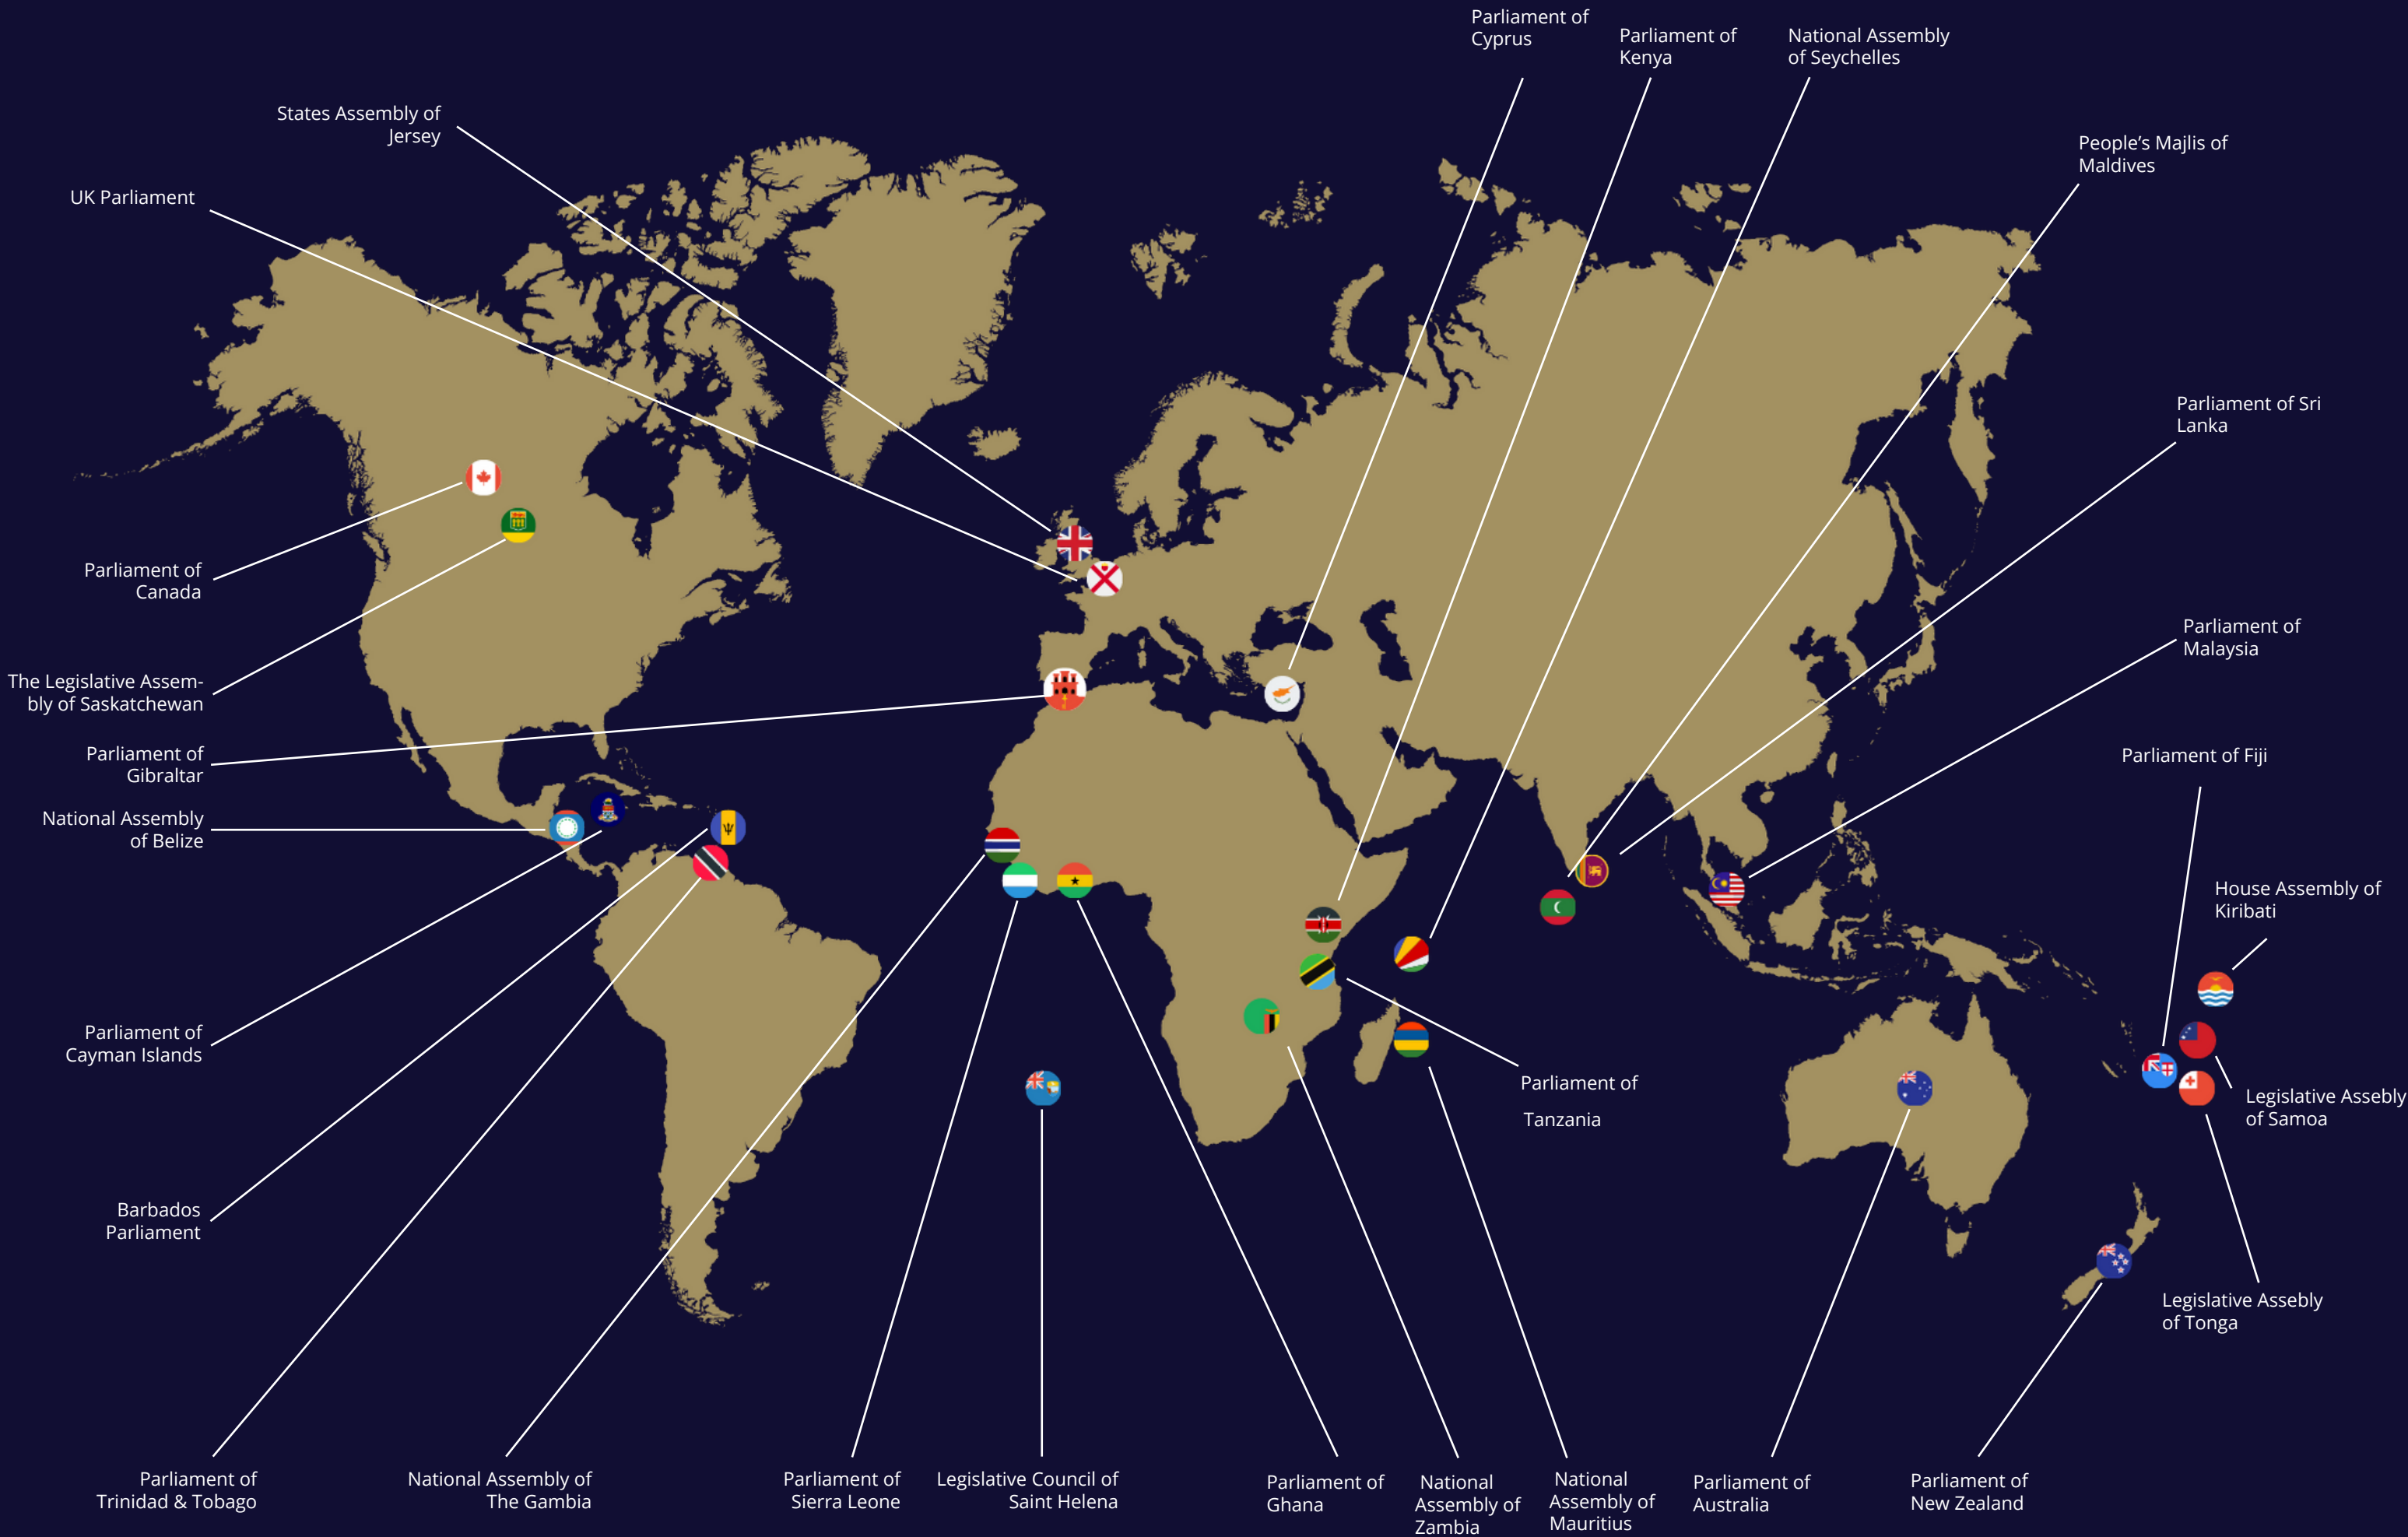 Parliament of
Cyprus
Parliament of
Kenya
National Assembly
of Seychelles
States Assembly of
Jersey
People’s Majlis of
Maldives
UK Parliament
Parliament of Sri
Lanka
Parliament of
Canada
Parliament of
Malaysia
The Legislative Assem-
bly of Saskatchewan
Parliament of
Gibraltar
Parliament of Fiji
National Assembly
of Belize
House Assembly of
Kiribati
Parliament of
Cayman Islands
Parliament of
Tanzania
Legislative Assebly
of Samoa
Barbados
Parliament
Legislative Assebly
of Tonga
Parliament of
Trinidad & Tobago
National Assembly of
The Gambia
Parliament of
Sierra Leone
Legislative Council of
Saint Helena
Parliament of
Ghana
National
Assembly of
Zambia
National
Assembly of
Mauritius
Parliament of
Australia
Parliament of
New Zealand